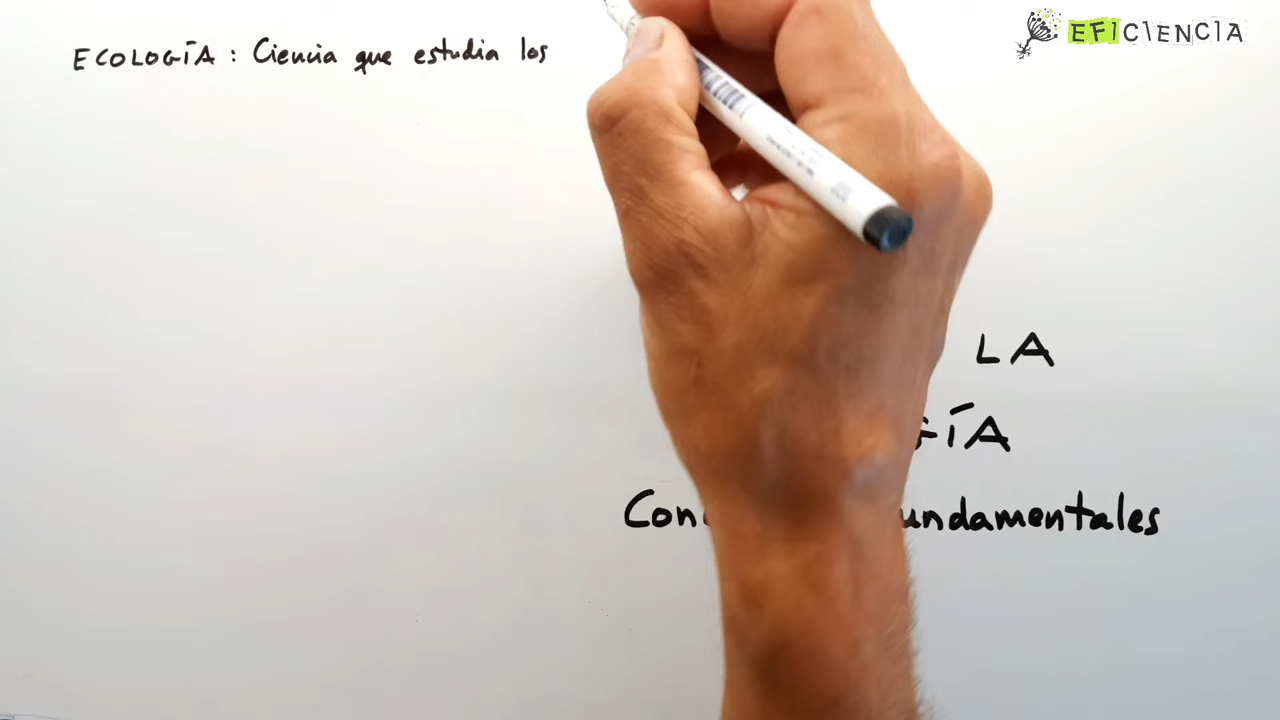 ECOLOGÍA : Ciencia que estudia los
EFICIENCIA
LA
ÍA
Con undamentales